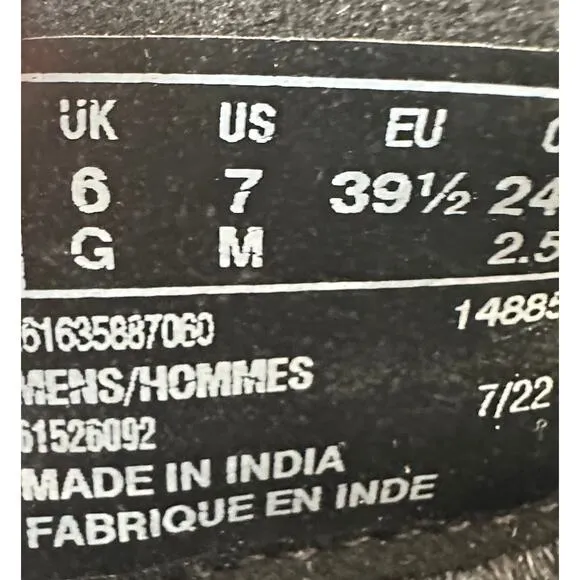 UK US EU
6 7 39½ 24
G M 2.5
61635887060 14885
MENS/HOMMES
7/22
61526092
MADE IN INDIA
FABRIQUE EN INDE